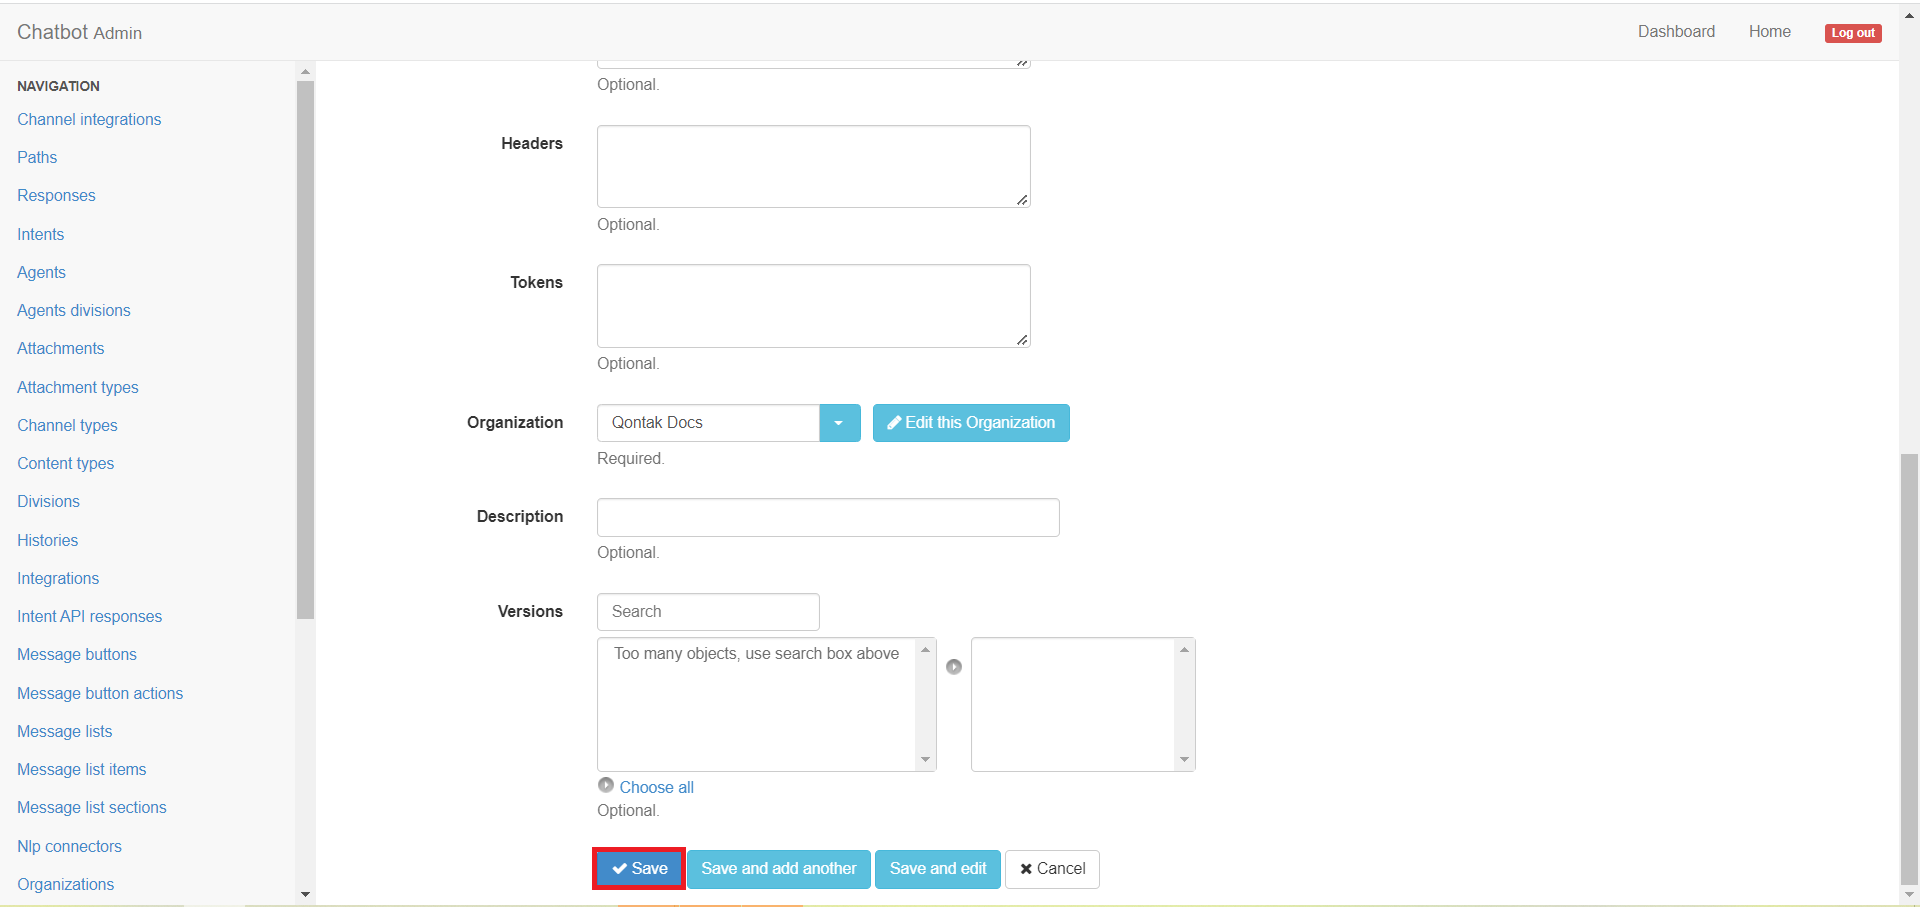 Chatbot Admin
Dashboard
Home
Log out
NAVIGATION
Channel integrations
Paths
Responses
Intents
Agents
Agents divisions
Attachments
Attachment types
Channel types
Content types
Divisions
Histories
Integrations
Intent API responses
Message buttons
Message button actions
Message lists
Message list items
Message list sections
Nlp connectors
Organizations
Optional.
Headers
Optional.
Tokens
Optional.
Organization
Qontak Docs
Edit this Organization
Required.
Description
Optional.
Versions
Search
Too many objects, use search box above
Choose all
Optional.
Save
Save and add another
Save and edit
Cancel